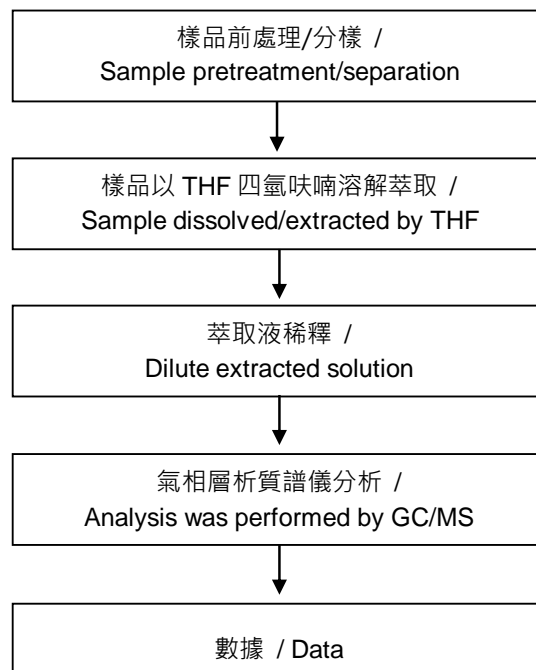 樣品前處理/分樣 /
Sample pretreatment/separation
樣品以 THF 四氫呋喃溶解萃取 /
Sample dissolved/extracted by THF
萃取液稀釋 /
Dilute extracted solution
氣相層析質譜儀分析 /
Analysis was performed by GC/MS
數據 / Data